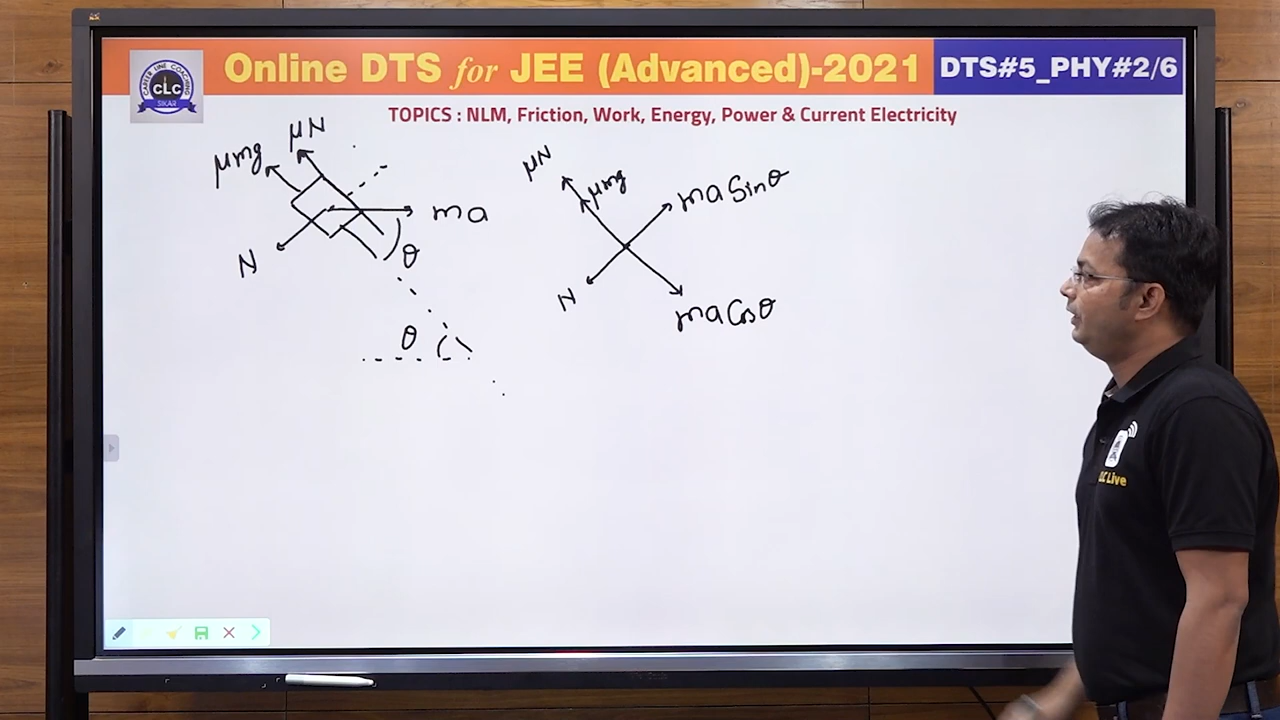 Online DTS for JEE (Advanced)-2021
DTS#5_PHY#2/6
CAREER LINE COACHING
CLC
SIKAR
TOPICS : NLM, Friction, Work, Energy, Power & Current Electricity
μN
μmg
ma
θ
N
θ
μN
μmg
ma Sinθ
N
ma Cosθ
Live